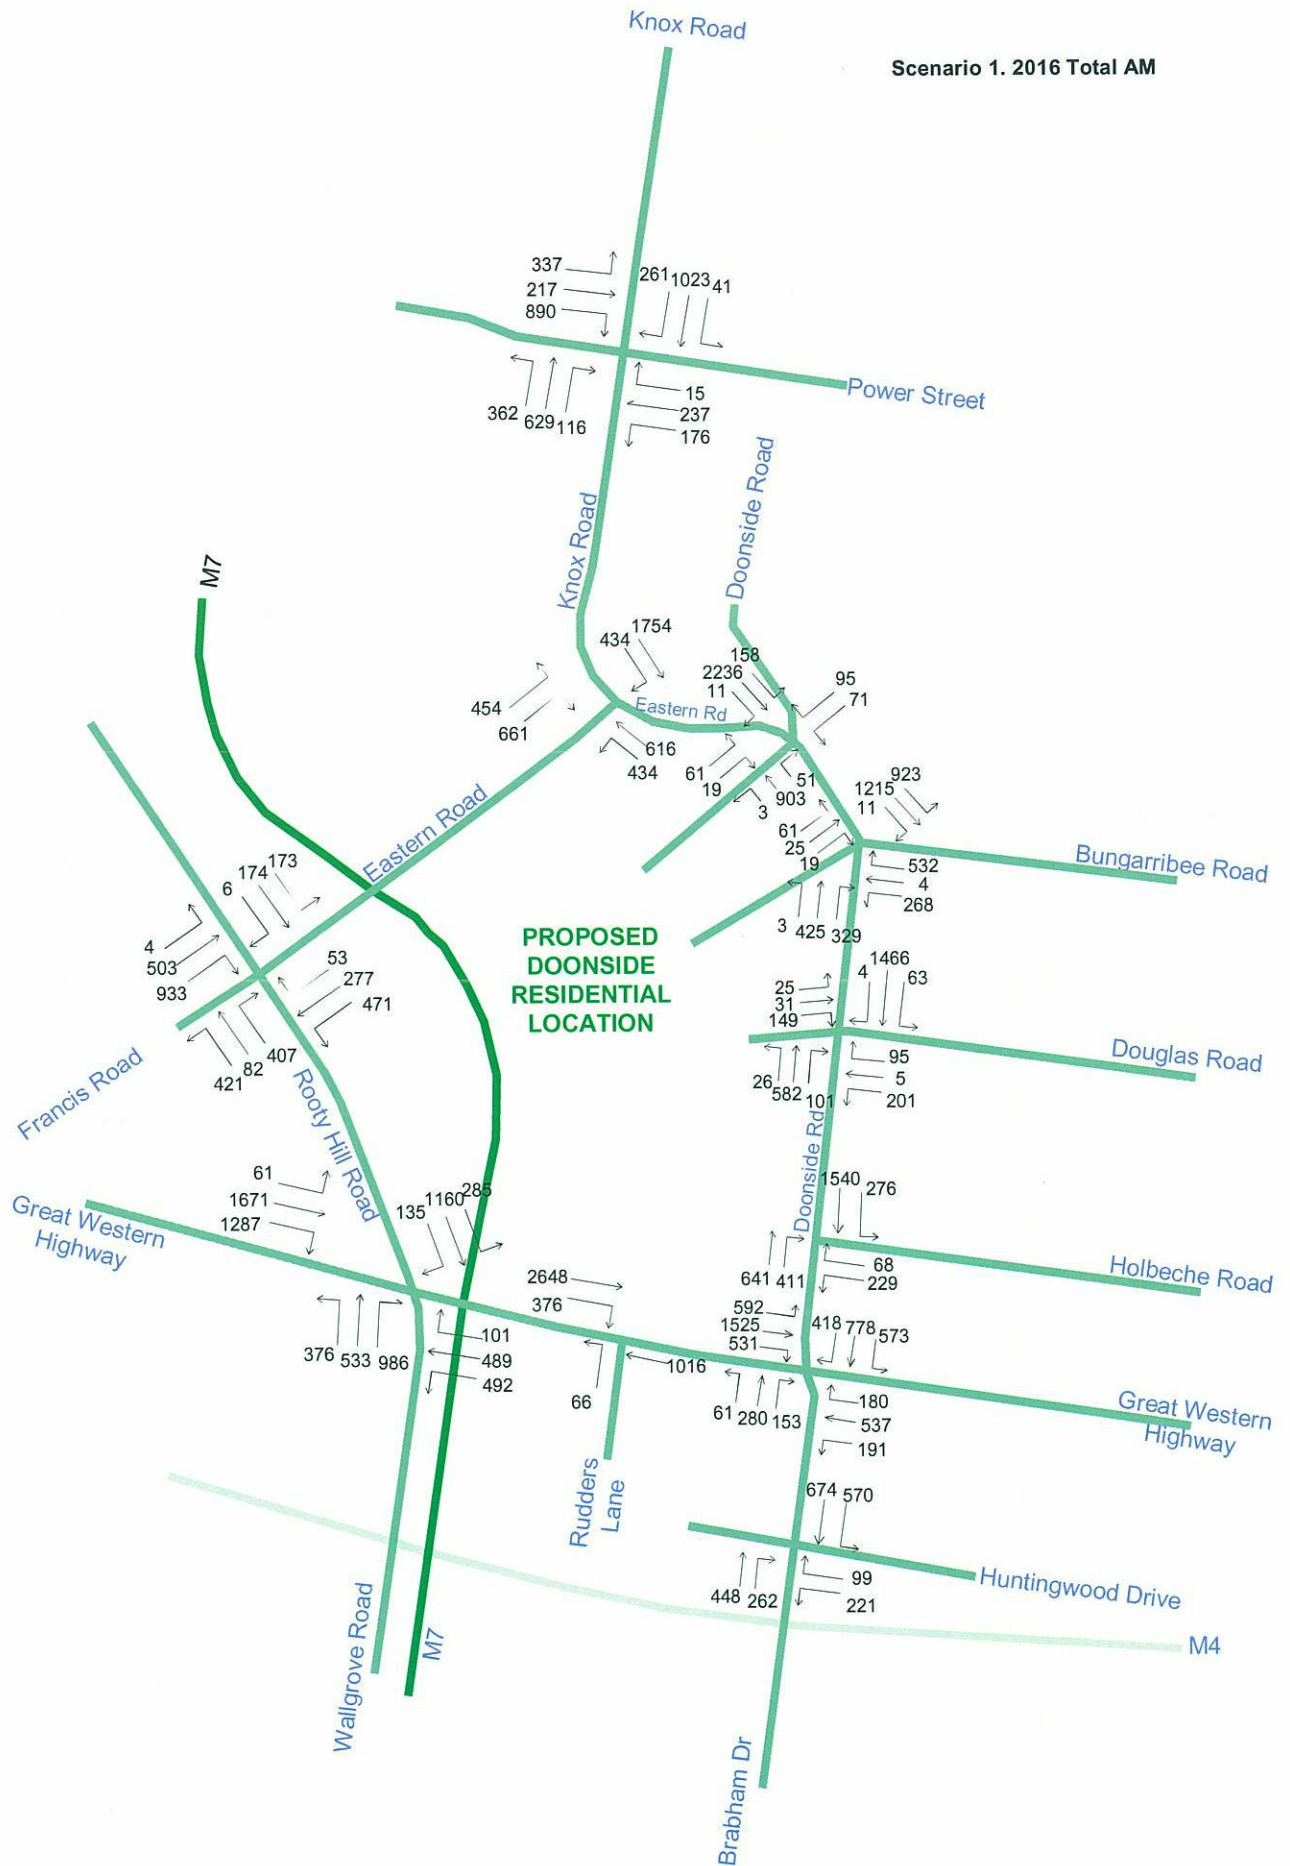 Knox Road
Scenario 1. 2016 Total AM
337
217
890
261 1023 41
Power Street
15
237
176
362 629 116
Doonside Road
Knox Road
M7
434 1754
454
661
Eastern Rd
616
434
158
2236
11
95
71
61
19
3
903
51
923
1215
11
61
25
19
Bungarribee Road
532
4
268
3 425 329
Eastern Road
173
174
6
4
503
933
53
277
471
421 82 407
Francis Road
Rooty Hill Road
PROPOSED
DOONSIDE
RESIDENTIAL
LOCATION
25
31
149
4 1466 63
Douglas Road
95
5
201
26 582 101
Doonside Rd
1540 276
Holbeche Road
68
229
641 411
Great Western
Highway
61
1671
1287
135 1160 285
101
489
492
376 533 986
2648
376
1016
66
Rudders
Lane
592
1525
531
418 778 573
Great Western
Highway
180
537
191
61 280 153
674 570
Huntingwood Drive
99
221
448 262
M4
Wallgrove Road
M7
Brabham Dr